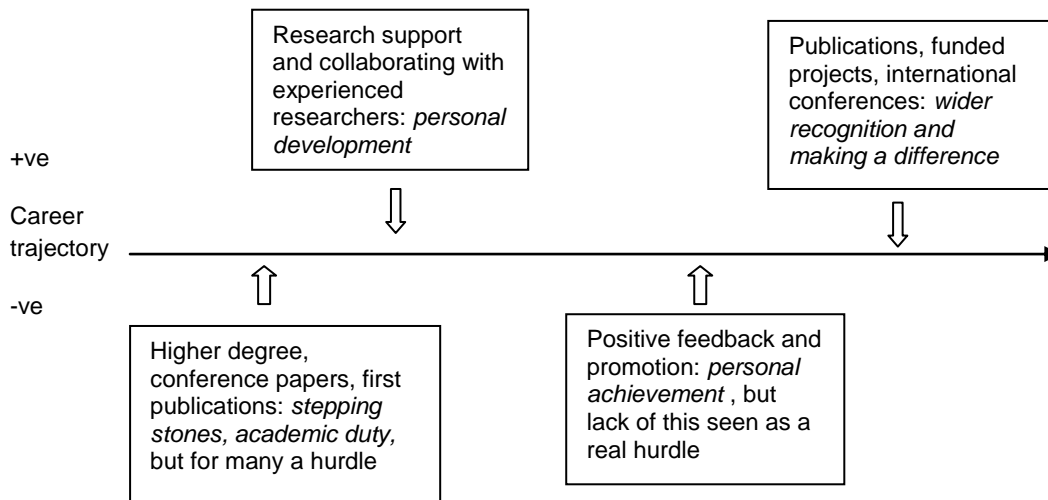 Research support
and collaborating with
experienced
researchers: personal
development
Publications, funded
projects, international
conferences: wider
recognition and
making a difference
+ve
Career
trajectory
-ve
Higher degree,
conference papers, first
publications: stepping
stones, academic duty,
but for many a hurdle
Positive feedback and
promotion: personal
achievement , but
lack of this seen as a
real hurdle